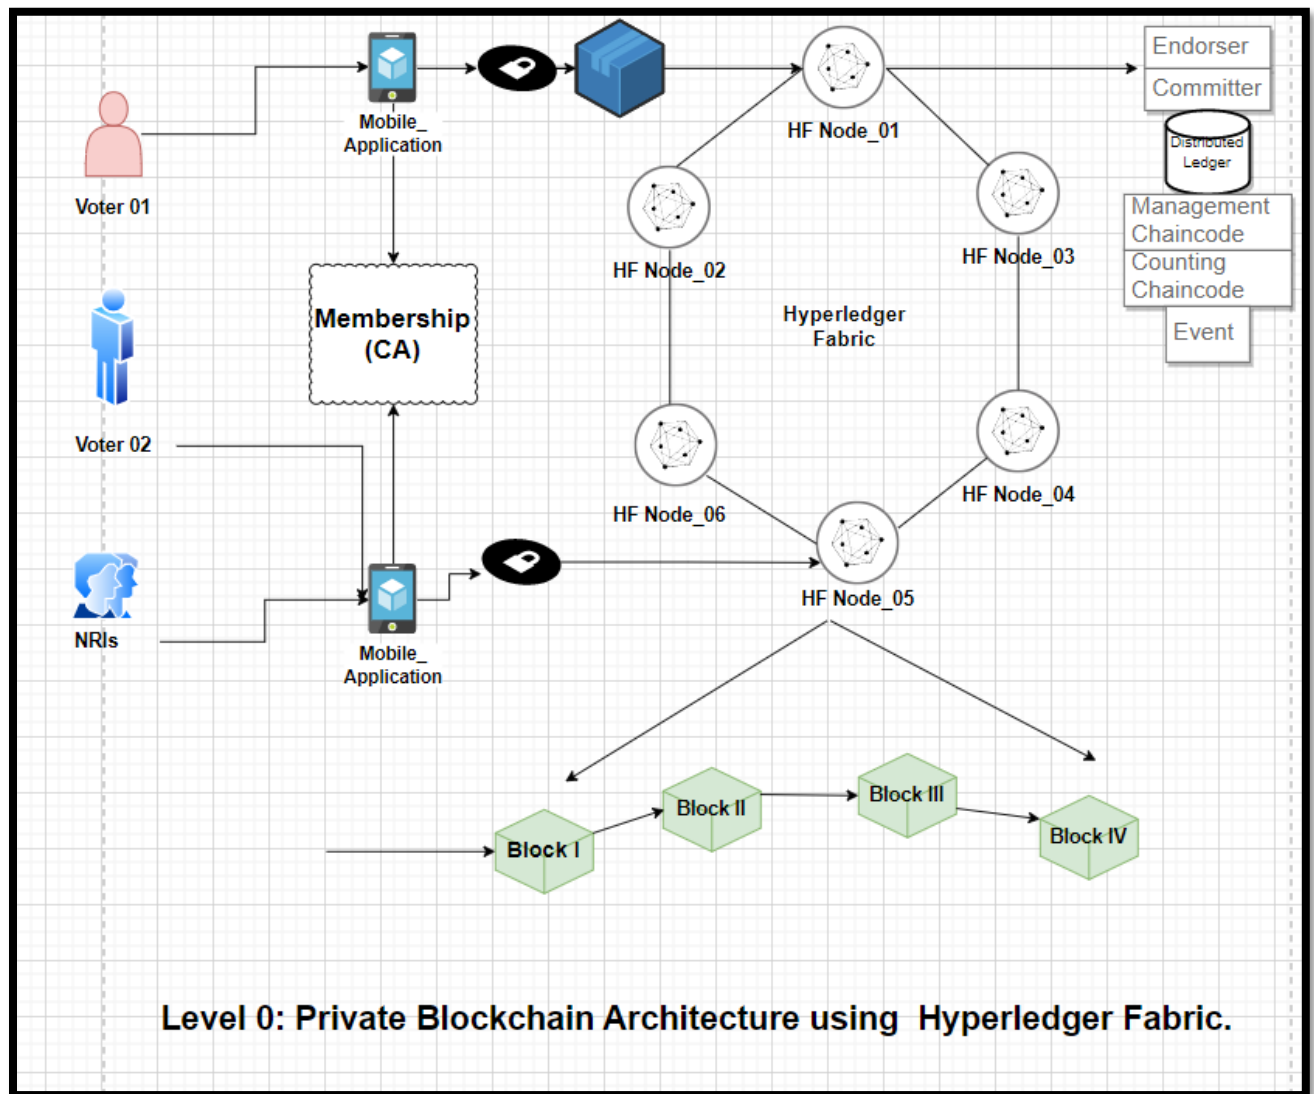 Endorser
Committer
Distributed
Ledger
Management
Chaincode
Counting
Chaincode
Event
Mobile_
Application
HF Node_01
Voter 01
HF Node_02
HF Node_03
Membership
(CA)
Hyperledger
Fabric
Voter 02
HF Node_06
HF Node_04
NRIs
HF Node_05
Mobile_
Application
Block I
Block II
Block III
Block IV
Level 0: Private Blockchain Architecture using  Hyperledger Fabric.